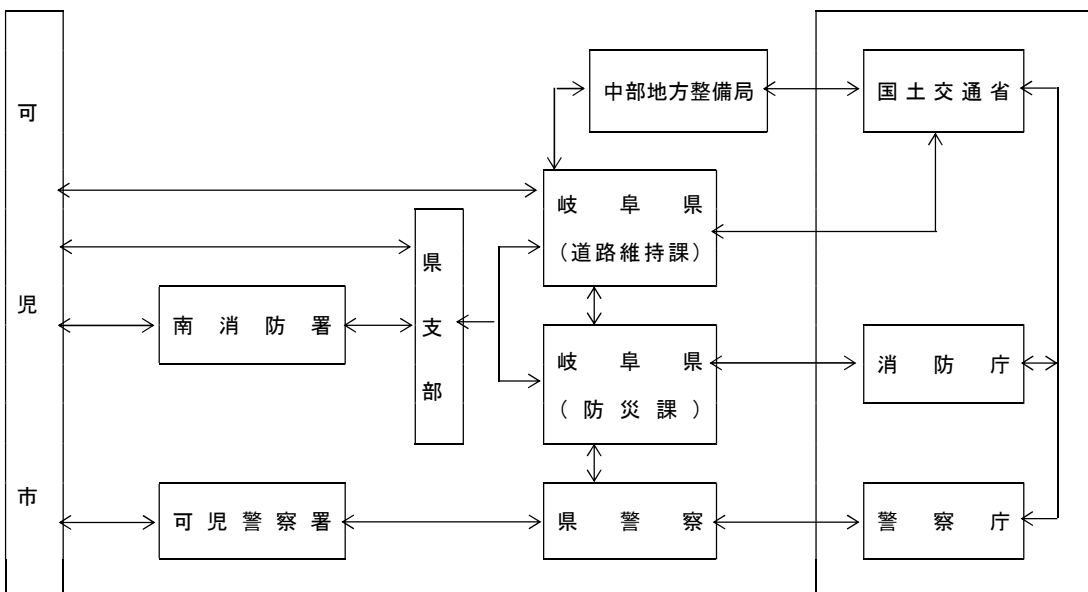 可児市
中部地方整備局
国土交通省
岐阜県
（道路維持課）
県支部
南消防署
岐阜県
（防災課）
消防庁
可児警察署
県警察
警察庁